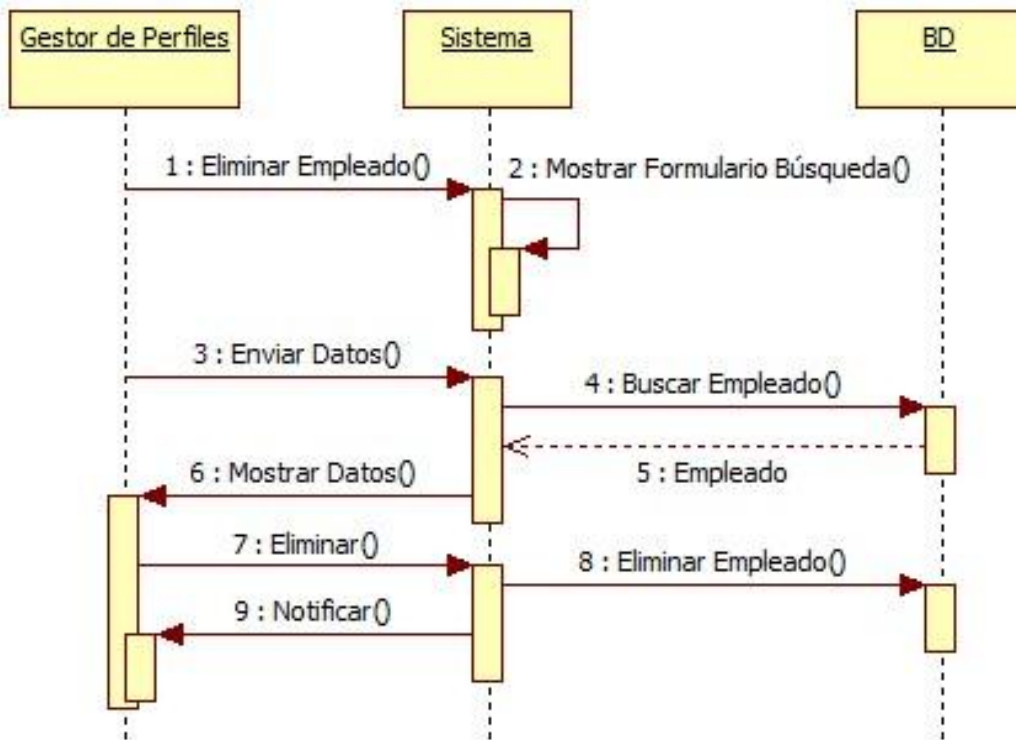 Gestor de Perfiles
Sistema
BD
1 : Eliminar Empleado()
2 : Mostrar Formulario Búsqueda()
3 : Enviar Datos()
4 : Buscar Empleado()
5 : Empleado
6 : Mostrar Datos()
7 : Eliminar()
8 : Eliminar Empleado()
9 : Notificar()